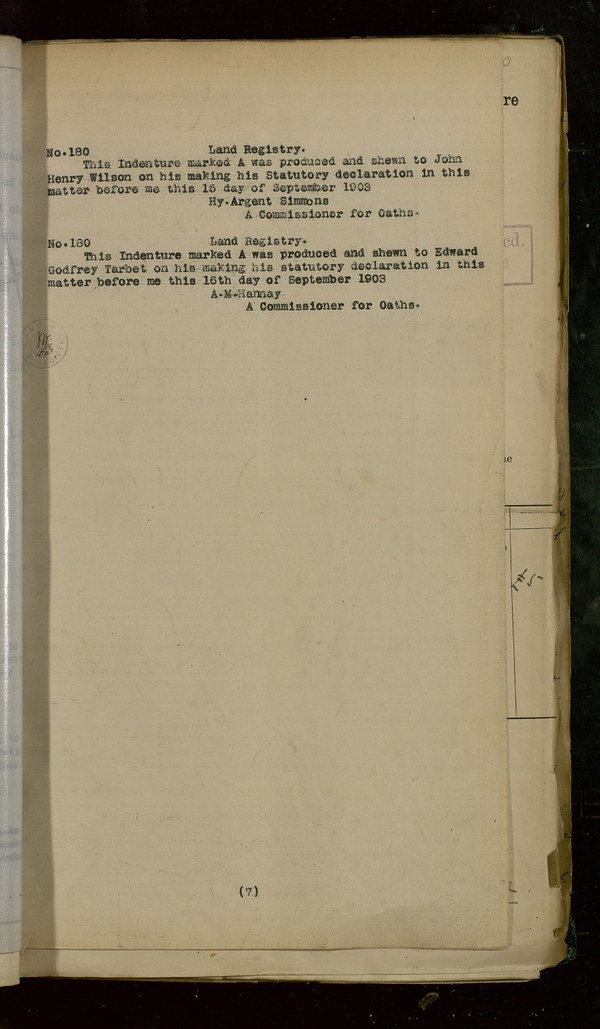 No.180 Land Registry.
This Indenture marked A was produced and shewn to John
Henry Wilson on his making his Statutory declaration in this
matter before me this 15 day of September 1903
Hy.Argent Simmons
A Commissioner for Oaths.
No.180 Land Registry.
This Indenture marked A was produced and shewn to Edward
Godfrey Tarbet on his making his statutory declaration in this
matter before me this 16th day of September 1903
A.M.Hannay
A Commissioner for Oaths.
(7)
re
ed.